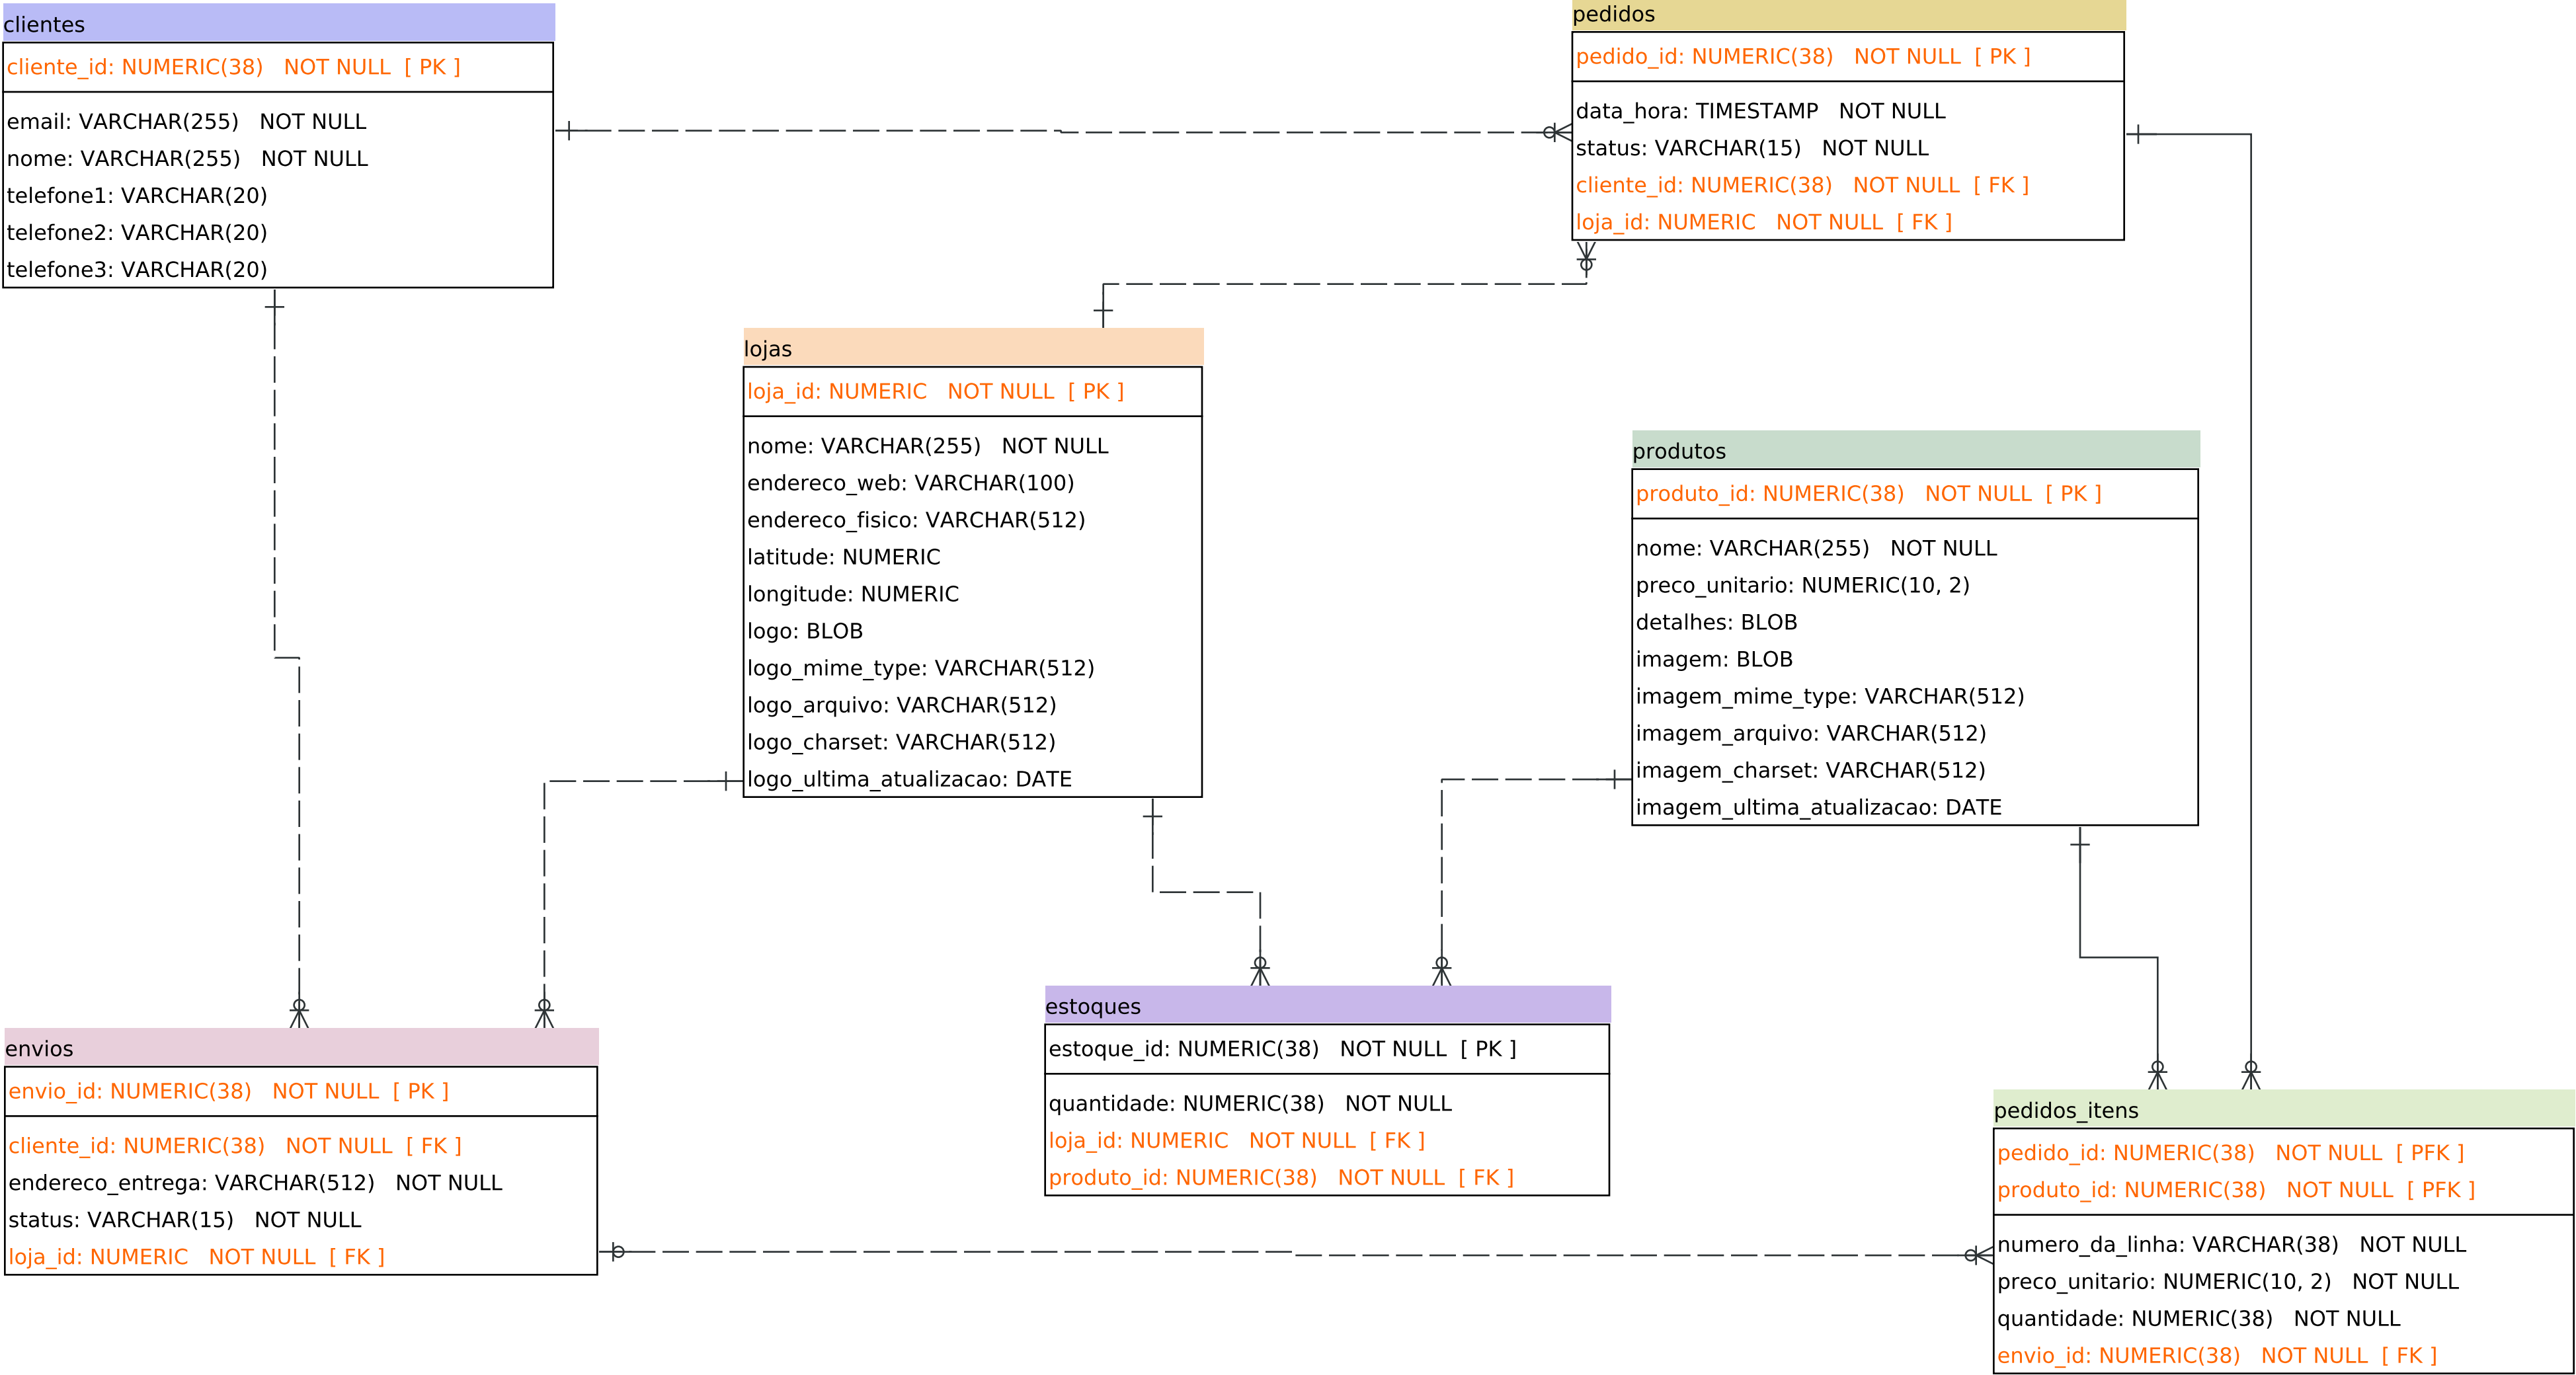 clientes
cliente_id: NUMERIC(38) NOT NULL [ PK ]
email: VARCHAR(255) NOT NULL
nome: VARCHAR(255) NOT NULL
telefone1: VARCHAR(20)
telefone2: VARCHAR(20)
telefone3: VARCHAR(20)
pedidos
pedido_id: NUMERIC(38) NOT NULL [ PK ]
data_hora: TIMESTAMP NOT NULL
status: VARCHAR(15) NOT NULL
cliente_id: NUMERIC(38) NOT NULL [ FK ]
loja_id: NUMERIC NOT NULL [ FK ]
lojas
loja_id: NUMERIC NOT NULL [ PK ]
nome: VARCHAR(255) NOT NULL
endereco_web: VARCHAR(100)
endereco_fisico: VARCHAR(512)
latitude: NUMERIC
longitude: NUMERIC
logo: BLOB
logo_mime_type: VARCHAR(512)
logo_arquivo: VARCHAR(512)
logo_charset: VARCHAR(512)
logo_ultima_atualizacao: DATE
produtos
produto_id: NUMERIC(38) NOT NULL [ PK ]
nome: VARCHAR(255) NOT NULL
preco_unitario: NUMERIC(10, 2)
detalhes: BLOB
imagem: BLOB
imagem_mime_type: VARCHAR(512)
imagem_arquivo: VARCHAR(512)
imagem_charset: VARCHAR(512)
imagem_ultima_atualizacao: DATE
envios
envio_id: NUMERIC(38) NOT NULL [ PK ]
cliente_id: NUMERIC(38) NOT NULL [ FK ]
endereco_entrega: VARCHAR(512) NOT NULL
status: VARCHAR(15) NOT NULL
loja_id: NUMERIC NOT NULL [ FK ]
estoques
estoque_id: NUMERIC(38) NOT NULL [ PK ]
quantidade: NUMERIC(38) NOT NULL
loja_id: NUMERIC NOT NULL [ FK ]
produto_id: NUMERIC(38) NOT NULL [ FK ]
pedidos_itens
pedido_id: NUMERIC(38) NOT NULL [ PFK ]
produto_id: NUMERIC(38) NOT NULL [ PFK ]
numero_da_linha: VARCHAR(38) NOT NULL
preco_unitario: NUMERIC(10, 2) NOT NULL
quantidade: NUMERIC(38) NOT NULL
envio_id: NUMERIC(38) NOT NULL [ FK ]